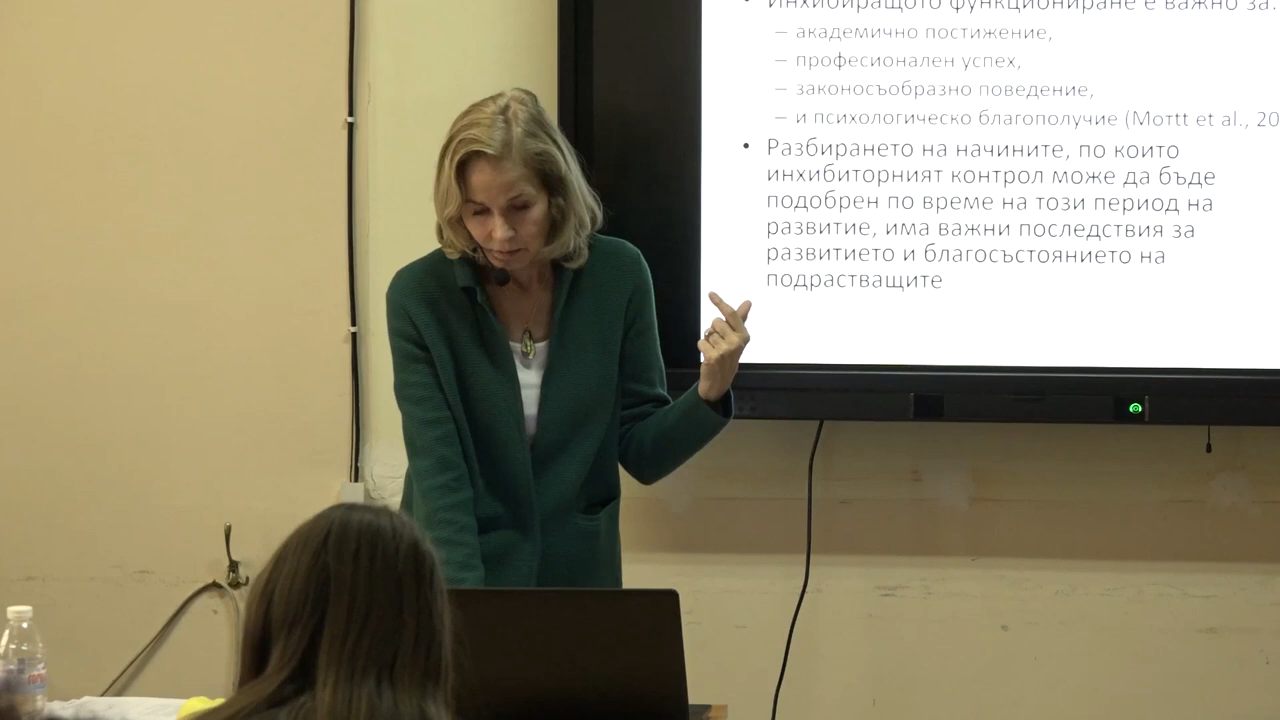 • Инхибиращото функциониране е важно за:
– академично постижение,
– професионален успех,
– законосъобразно поведение,
– и психологическо благополучие (Mottt et al., 20
• Разбирането на начините, по които
инхибиторният контрол може да бъде
подобрен по време на този период на
развитие, има важни последствия за
развитието и благосъстоянието на
подрастващите